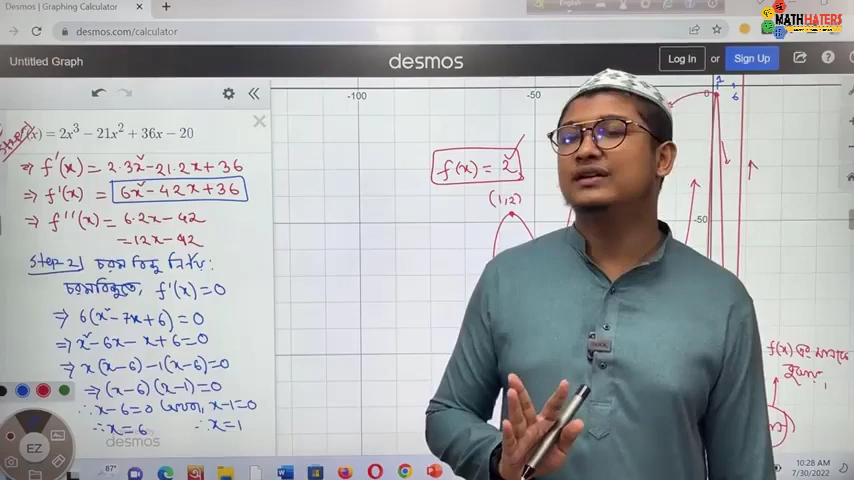 Desmos | Graphing Calculator
MATH HATERS
desmos.com/calculator
Untitled Graph
desmos
Log In or Sign Up
f(x) = 2x³ − 21x² + 36x − 20
⇒ f'(x) = 2.3x² − 21.2x + 36
⇒ f'(x) = 6x² − 42x + 36
⇒ f''(x) = 6.2x − 42
= 12x − 42
Step 2) চরম বিন্দু নির্ণয়:
চরমবিন্দুতে, f'(x) = 0
⇒ 6(x² − 7x + 6) = 0
⇒ x² − 6x − x + 6 = 0
⇒ x(x−6) − 1(x−6) = 0
⇒ (x−6)(x−1) = 0
∴ x−6=0 অথবা, x−1=0
∴ x = 6 ∴ x = 1
-100
-50
0
6
f(x) = 2
(1,2)
-50
f(x) এর
EZ
desmos
87°
10:28 AM
7/30/2022